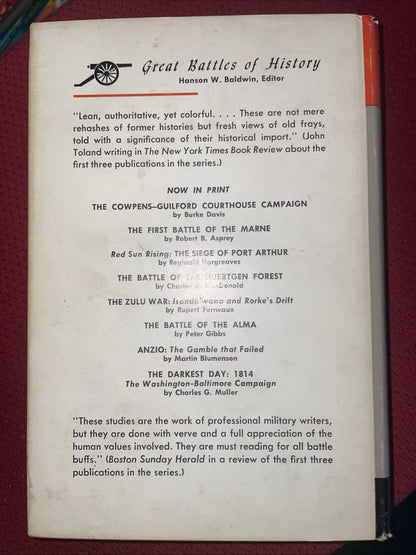 Great Battles of History
Hanson W. Baldwin, Editor
"Lean, authoritative, yet colorful. . . . These are not mere
rehashes of former histories but fresh views of old frays,
told with a significance of their historical import." (John
Toland writing in The New York Times Book Review about the
first three publications in the series.)
NOW IN PRINT
THE COWPENS–GUILFORD COURTHOUSE CAMPAIGN
by Burke Davis
THE FIRST BATTLE OF THE MARNE
by Robert B. Asprey
Red Sun Rising: THE SIEGE OF PORT ARTHUR
by Reginald Hargreaves
THE BATTLE OF THE HUERTGEN FOREST
by Charles B. MacDonald
THE ZULU WAR: Isandhlwana and Rorke's Drift
by Rupert Furneaux
THE BATTLE OF THE ALMA
by Peter Gibbs
ANZIO: The Gamble that Failed
by Martin Blumenson
THE DARKEST DAY: 1814
The Washington-Baltimore Campaign
by Charles G. Muller
"These studies are the work of professional military writers,
but they are done with verve and a full appreciation of the
human values involved. They are must reading for all battle
buffs." (Boston Sunday Herald in a review of the first three
publications in the series.)